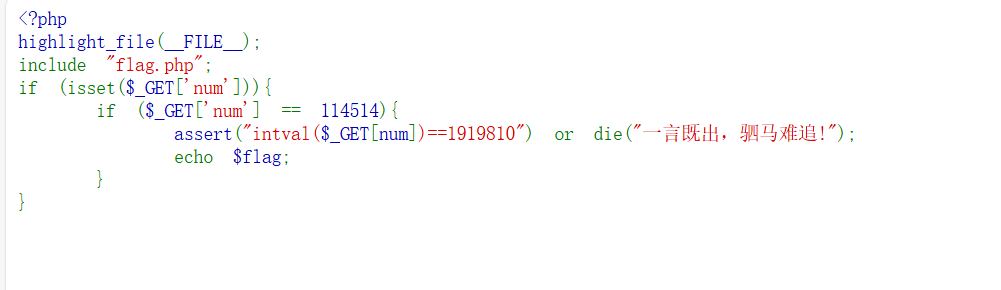 <?php
highlight_file(__FILE__);
include "flag.php";
if (isset($_GET['num'])){
if ($_GET['num'] == 114514){
assert("intval($_GET[num])==1919810") or die("一言既出，驷马难追!");
echo $flag;
}
}